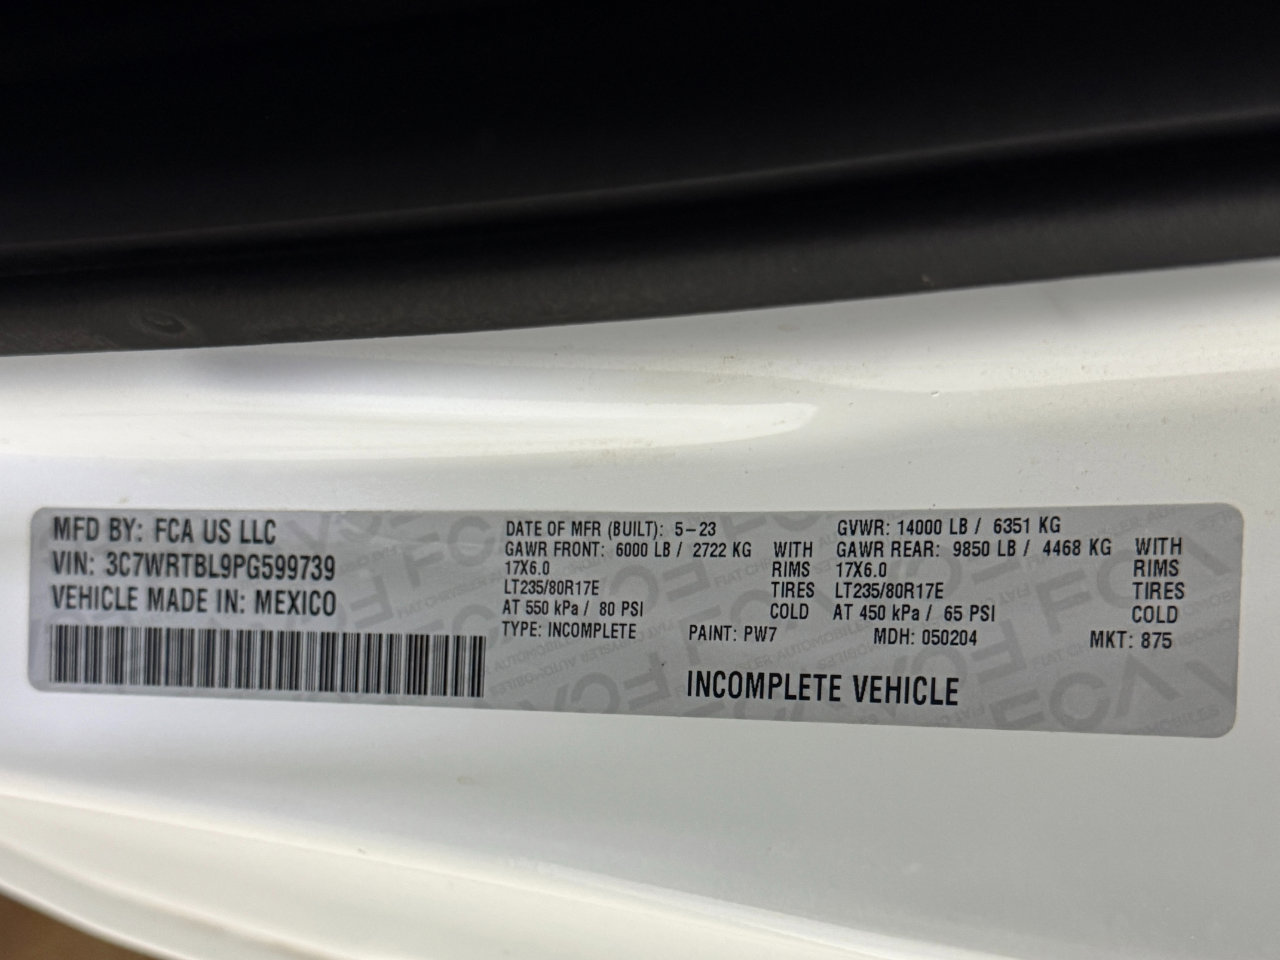 MFD BY: FCA US LLC
VIN: 3C7WRTBL9PG599739
VEHICLE MADE IN: MEXICO
DATE OF MFR (BUILT): 5-23
GAWR FRONT: 6000 LB / 2722 KG WITH
17X6.0 RIMS
LT235/80R17E TIRES
AT 550 kPa / 80 PSI COLD
TYPE: INCOMPLETE
GVWR: 14000 LB / 6351 KG
GAWR REAR: 9850 LB / 4468 KG WITH
17X6.0 RIMS
LT235/80R17E TIRES
AT 450 kPa / 65 PSI COLD
PAINT: PW7 MDH: 050204 MKT: 875
INCOMPLETE VEHICLE